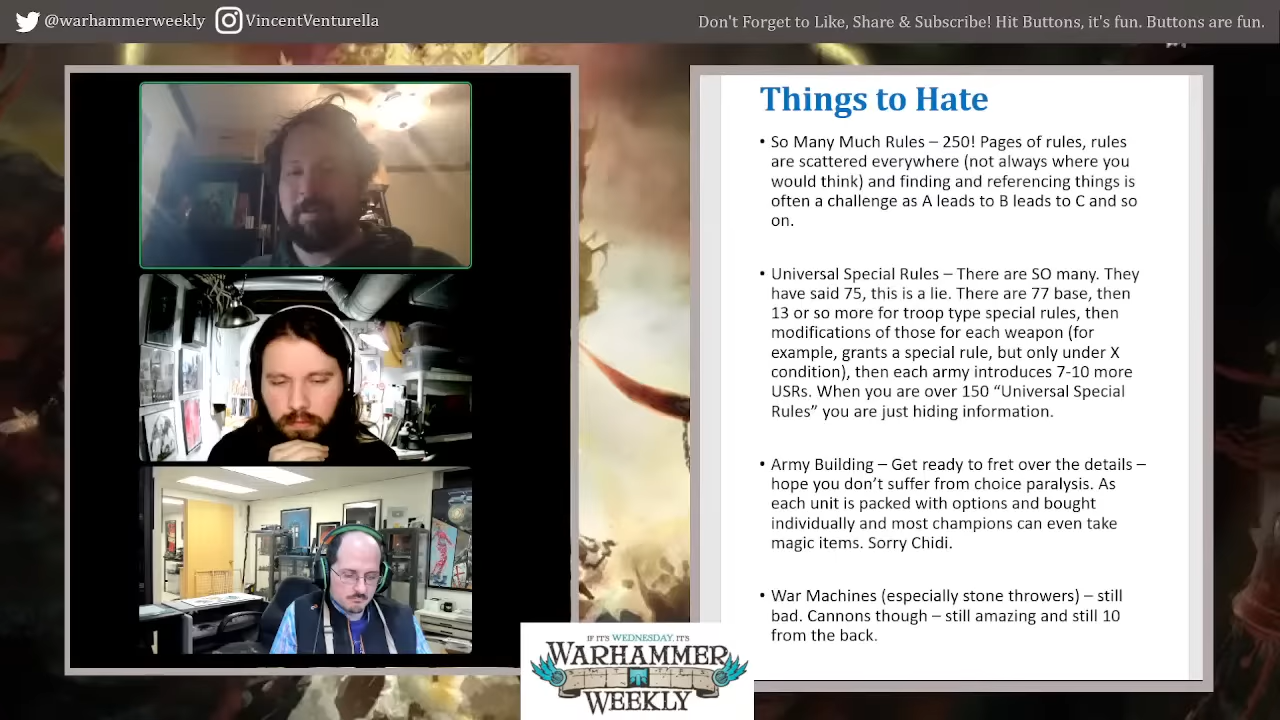 @warhammerweekly VincentVenturella
Don't Forget to Like, Share & Subscribe! Hit Buttons, it's fun. Buttons are fun.
Things to Hate
• So Many Much Rules – 250! Pages of rules, rules
are scattered everywhere (not always where you
would think) and finding and referencing things is
often a challenge as A leads to B leads to C and so
on.
• Universal Special Rules – There are SO many. They
have said 75, this is a lie. There are 77 base, then
13 or so more for troop type special rules, then
modifications of those for each weapon (for
example, grants a special rule, but only under X
condition), then each army introduces 7-10 more
USRs. When you are over 150 “Universal Special
Rules” you are just hiding information.
• Army Building – Get ready to fret over the details –
hope you don’t suffer from choice paralysis. As
each unit is packed with options and bought
individually and most champions can even take
magic items. Sorry Chidi.
• War Machines (especially stone throwers) – still
bad. Cannons though – still amazing and still 10
from the back.
IF IT'S WEDNESDAY, IT'S
WARHAMMER
WEEKLY